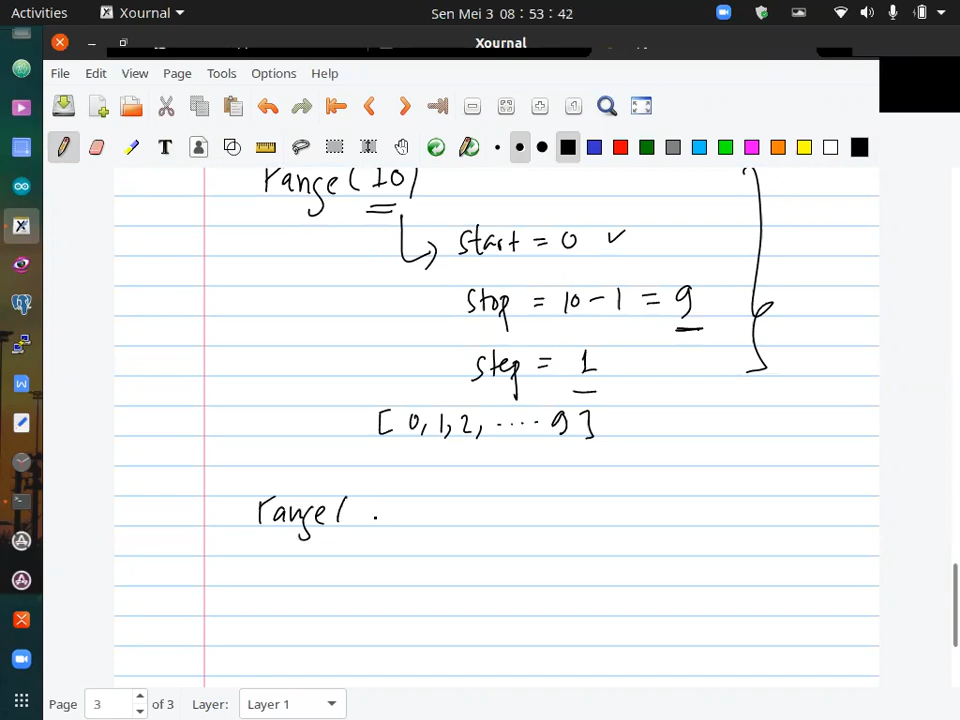 Activities Xournal Sen Mei 3 08 : 53 : 42
Xournal
File Edit View Page Tools Options Help
range(10)
start = 0 ✓
stop = 10 - 1 = 9
step = 1
[ 0, 1, 2, ..... 9 ]
range( .
Page 3 of 3 Layer: Layer 1